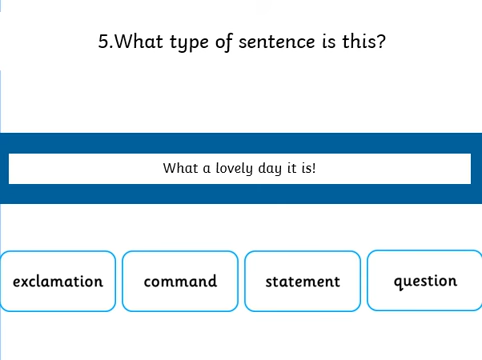 5.What type of sentence is this?
What a lovely day it is!
exclamation
command
statement
question